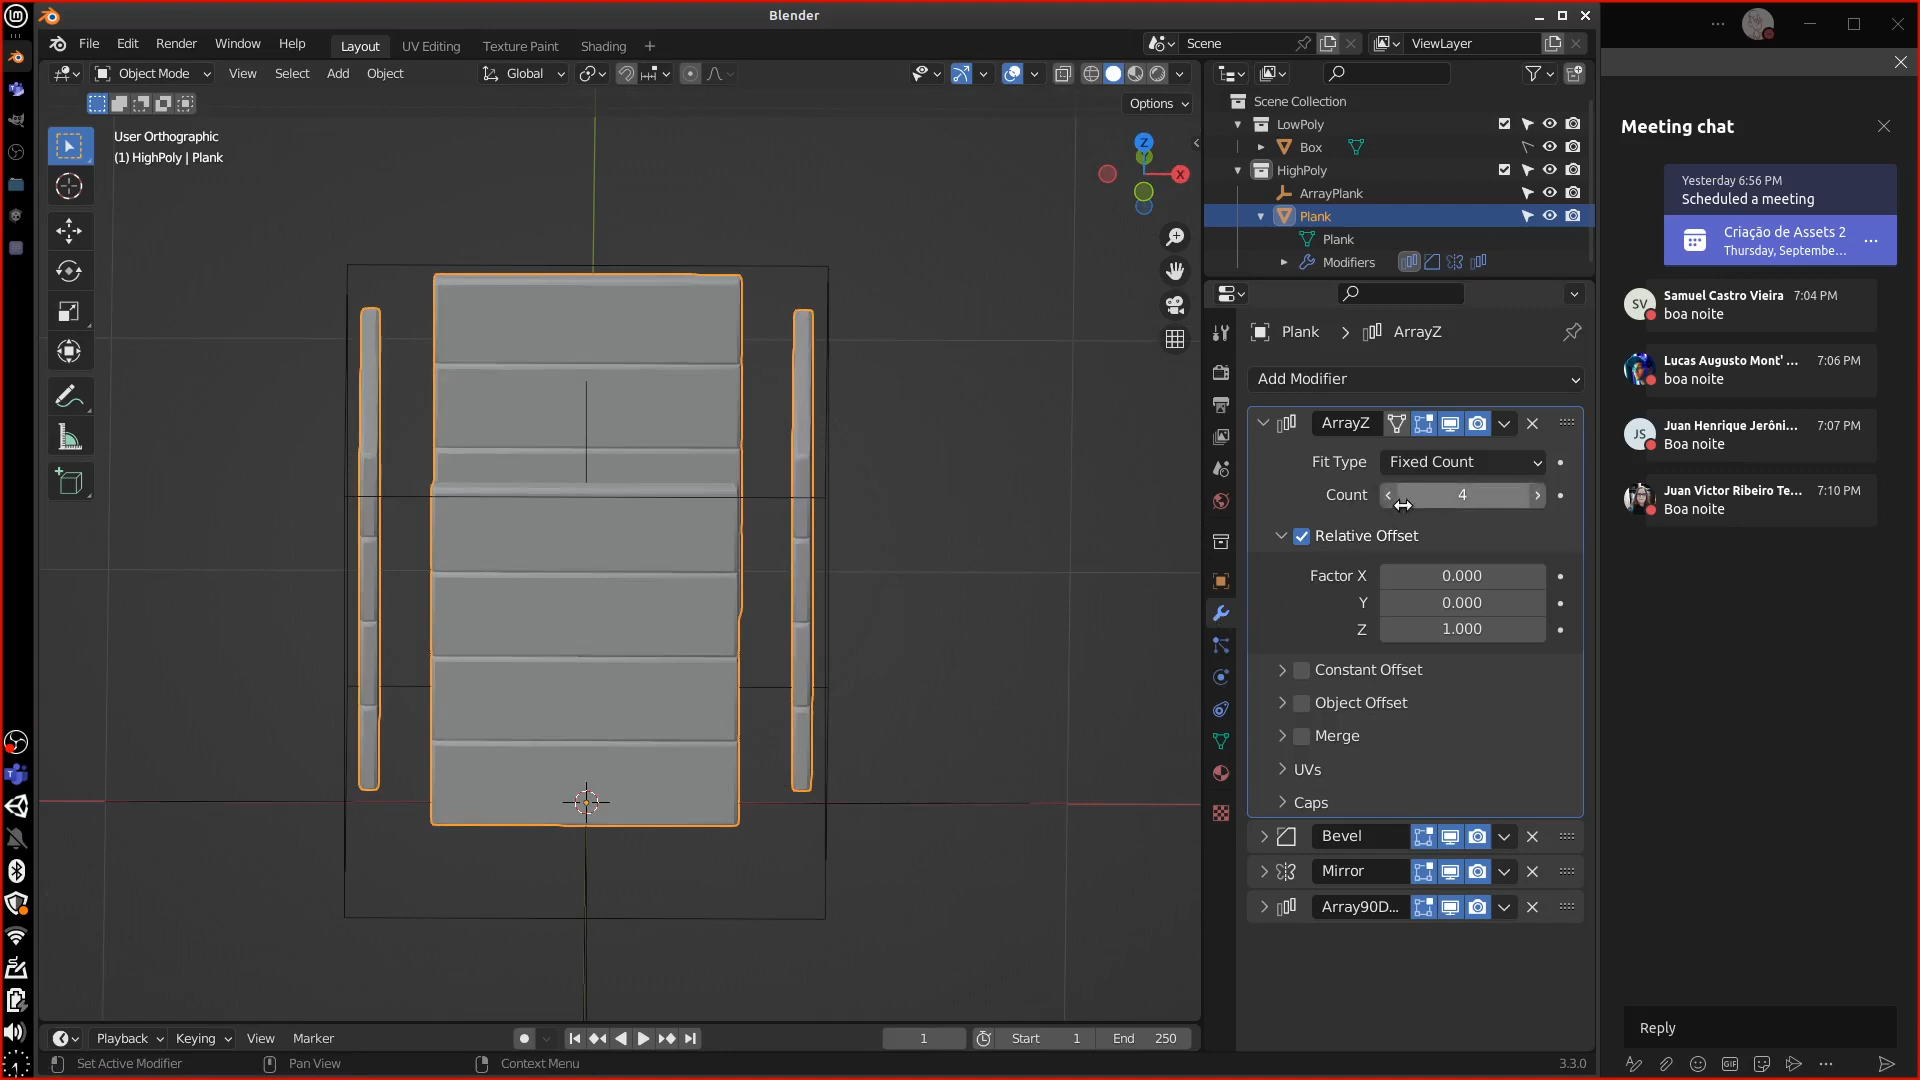 Blender
File Edit Render Window Help Layout UV Editing Texture Paint Shading Scene ViewLayer
Object Mode View Select Add Object Global
Options
User Orthographic
(1) HighPoly | Plank
Z
X
Scene Collection
LowPoly
Box
HighPoly
ArrayPlank
Plank
Plank
Modifiers
Plank ArrayZ
Add Modifier
ArrayZ
Fit Type Fixed Count
Count 4
Relative Offset
Factor X 0.000
Y 0.000
Z 1.000
Constant Offset
Object Offset
Merge
UVs
Caps
Bevel
Mirror
Array90D...
Playback Keying View Marker 1 Start 1 End 250
Set Active Modifier Pan View Context Menu 3.3.0
Meeting chat
Yesterday 6:56 PM
Scheduled a meeting
Criação de Assets 2
Thursday, Septembe...
SV
Samuel Castro Vieira 7:04 PM
boa noite
Lucas Augusto Mont' ... 7:06 PM
boa noite
JS
Juan Henrique Jerôni... 7:07 PM
Boa noite
Juan Victor Ribeiro Te... 7:10 PM
Boa noite
Reply
GIF